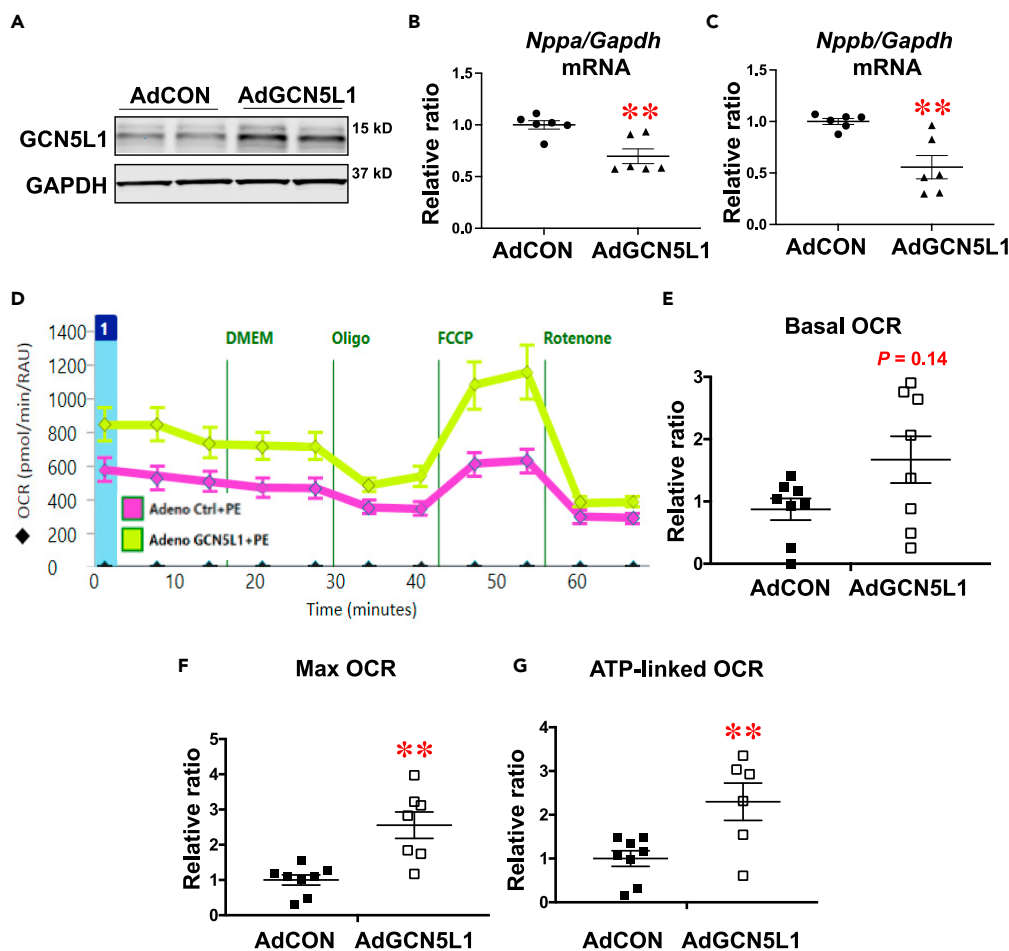 A
AdCON AdGCN5L1
GCN5L1
15 kD
GAPDH
37 kD
B
Nppa/Gapdh
mRNA
Relative ratio
1.5
1.0
0.5
0.0
**
AdCON AdGCN5L1
C
Nppb/Gapdh
mRNA
Relative ratio
1.5
1.0
0.5
0.0
**
AdCON AdGCN5L1
D
OCR (pmol/min/RAU)
1400
1200
1000
800
600
400
200
0
1
DMEM Oligo FCCP Rotenone
Adeno Ctrl+PE
Adeno GCN5L1+PE
0 10 20 30 40 50 60
Time (minutes)
E
Basal OCR
P = 0.14
Relative ratio
3
2
1
0
AdCON AdGCN5L1
F
Max OCR
Relative ratio
5
4
3
2
1
0
**
AdCON AdGCN5L1
G
ATP-linked OCR
Relative ratio
4
3
2
1
0
**
AdCON AdGCN5L1